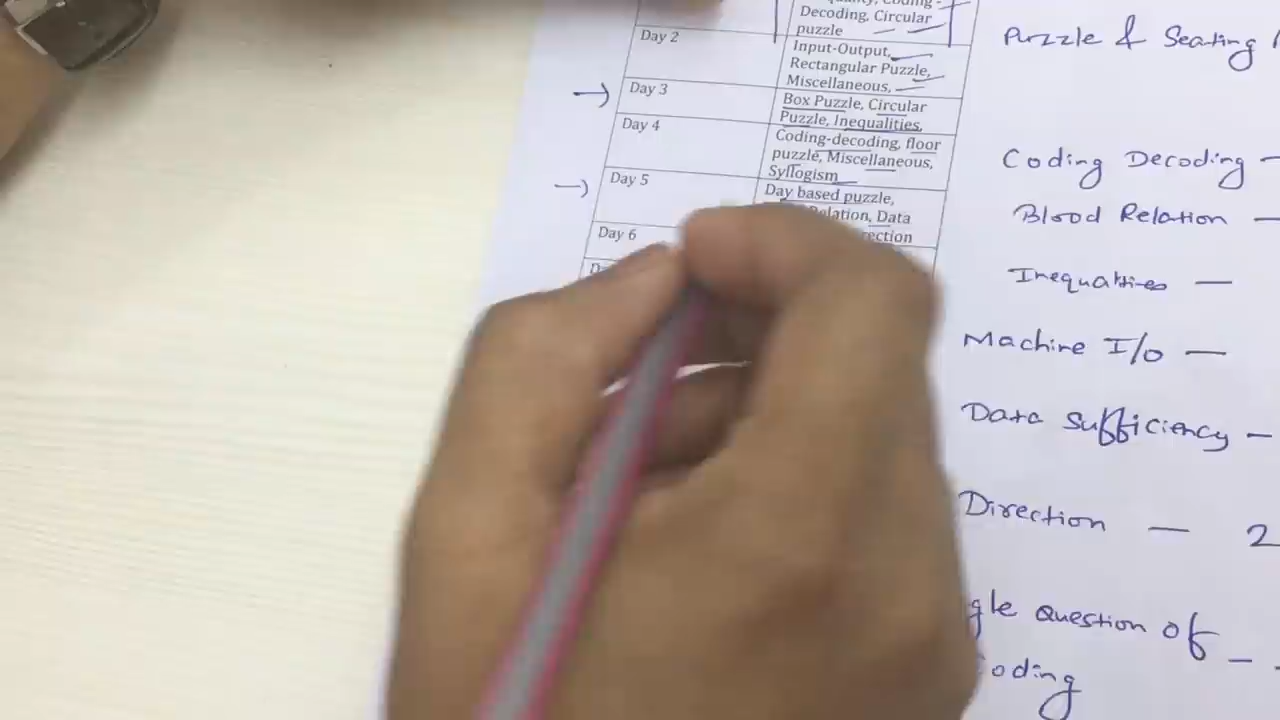 Decoding, Circular
puzzle
Day 2
Input-Output,
Rectangular Puzzle,
Miscellaneous,
Day 3
Box Puzzle, Circular
Puzzle, Inequalities,
Day 4
Coding-decoding, floor
puzzle, Miscellaneous,
Syllogism
Day 5
Day based puzzle,
Relation, Data
Day 6
Puzzle & Seating
Coding Decoding -
Blood Relation -
Inequalities -
Machine I/O -
Data Sufficiency -
Direction - 2
Question of -